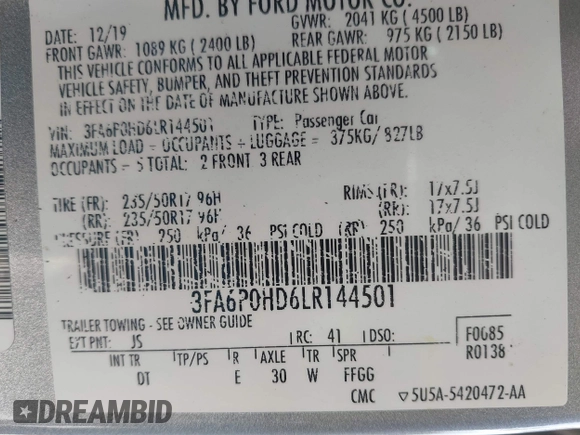 MFD. BY FORD MOTOR CO.
DATE: 12/19
GVWR: 2041 KG ( 4500 LB)
FRONT GAWR: 1089 KG ( 2400 LB)
REAR GAWR: 975 KG ( 2150 LB)
THIS VEHICLE CONFORMS TO ALL APPLICABLE FEDERAL MOTOR
VEHICLE SAFETY, BUMPER, AND THEFT PREVENTION STANDARDS
IN EFFECT ON THE DATE OF MANUFACTURE SHOWN ABOVE.
VIN: 3FA6P0HD6LR144501 TYPE: Passenger Car
MAXIMUM LOAD = OCCUPANTS + LUGGAGE = 375KG/ 827LB
OCCUPANTS = 5 TOTAL: 2 FRONT 3 REAR
TIRE (FR): 235/50R17 96H RIMS (FR): 17x7.5J
(RR): 235/50R17 96H (RR): 17x7.5J
PRESSURE (FR) 250 kPa/ 36 PSI COLD (RR) 250 kPa/ 36 PSI COLD
3FA6P0HD6LR144501
TRAILER TOWING - SEE OWNER GUIDE
EXT PNT: JS RC: 41 DSO: F0685
R0138
INT TR TP/PS R AXLE TR SPR
DT E 30 W FFGG
CMC ▽5U5A-5420472-AA
DREAMBID